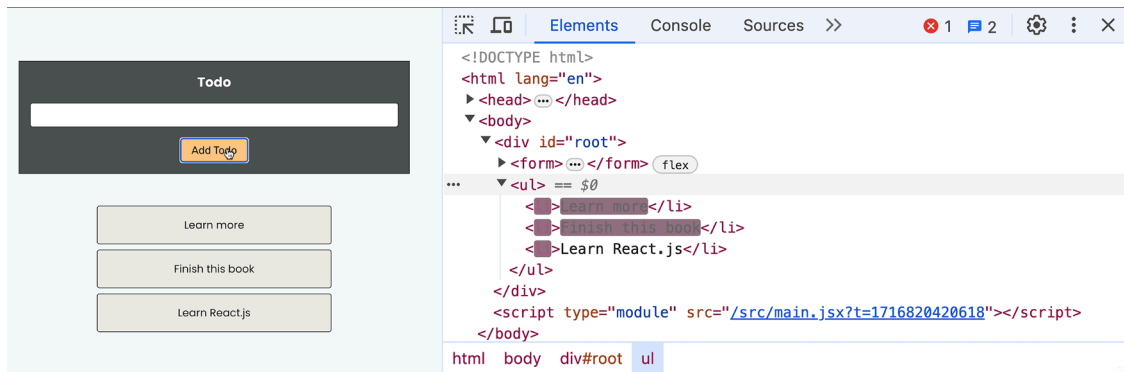 Todo
Add Todo
Learn more
Finish this book
Learn React.js
Elements Console Sources 1 2
<!DOCTYPE html>
<html lang="en">
<head> ••• </head>
<body>
<div id="root">
<form> ••• </form> flex
••• <ul> == $0
<li>Learn more</li>
<li>Finish this book</li>
<li>Learn React.js</li>
</ul>
</div>
<script type="module" src="/src/main.jsx?t=1716820420618"></script>
</body>
html body div#root ul